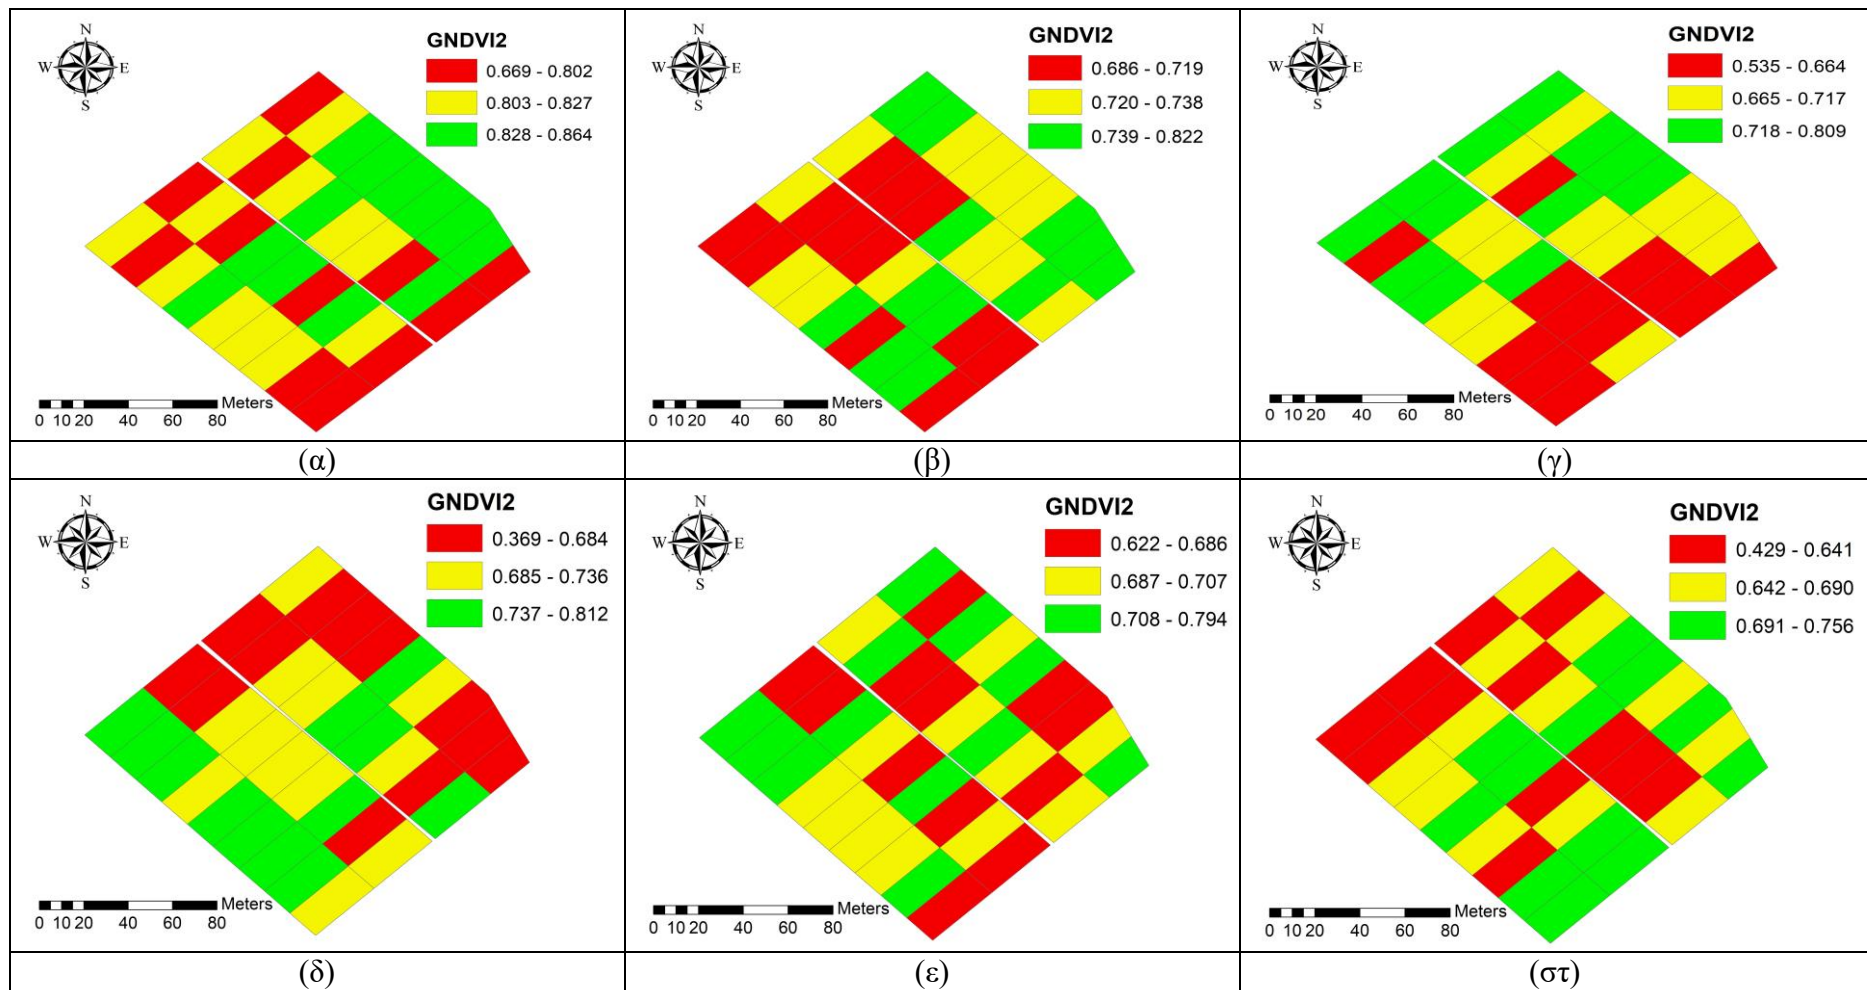 N
W E
S
GNDVI2
0.669 - 0.802
0.803 - 0.827
0.828 - 0.864
Meters
0 10 20 40 60 80
(α)
N
W E
S
GNDVI2
0.686 - 0.719
0.720 - 0.738
0.739 - 0.822
Meters
0 10 20 40 60 80
(β)
N
W E
S
GNDVI2
0.535 - 0.664
0.665 - 0.717
0.718 - 0.809
Meters
0 10 20 40 60 80
(γ)
N
W E
S
GNDVI2
0.369 - 0.684
0.685 - 0.736
0.737 - 0.812
Meters
0 10 20 40 60 80
(δ)
N
W E
S
GNDVI2
0.622 - 0.686
0.687 - 0.707
0.708 - 0.794
Meters
0 10 20 40 60 80
(ε)
N
W E
S
GNDVI2
0.429 - 0.641
0.642 - 0.690
0.691 - 0.756
Meters
0 10 20 40 60 80
(στ)